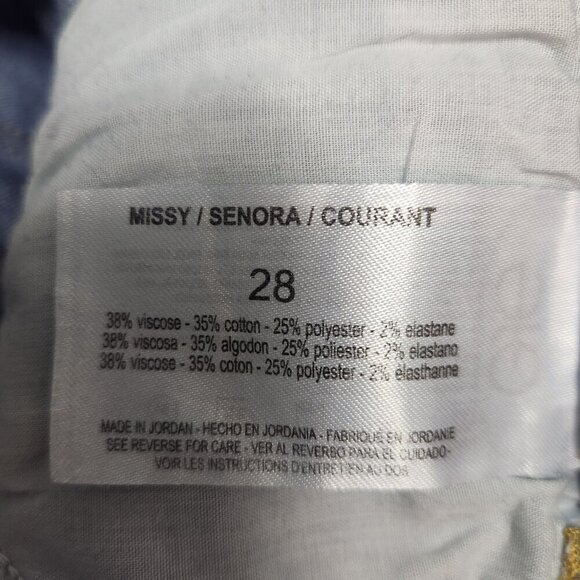 MISSY / SENORA / COURANT
28
38% viscose - 35% cotton - 25% polyester - 2% elastane
38% viscosa - 35% algodon - 25% poliester - 2% elastano
38% viscose - 35% coton - 25% polyester - 2% elasthanne
MADE IN JORDAN - HECHO EN JORDANIA - FABRIQUÉ EN JORDANIE
SEE REVERSE FOR CARE - VER AL REVERBO PARA EL CUIDADO -
VOIR LES INSTRUCTIONS D'ENTRETIEN AU DOS